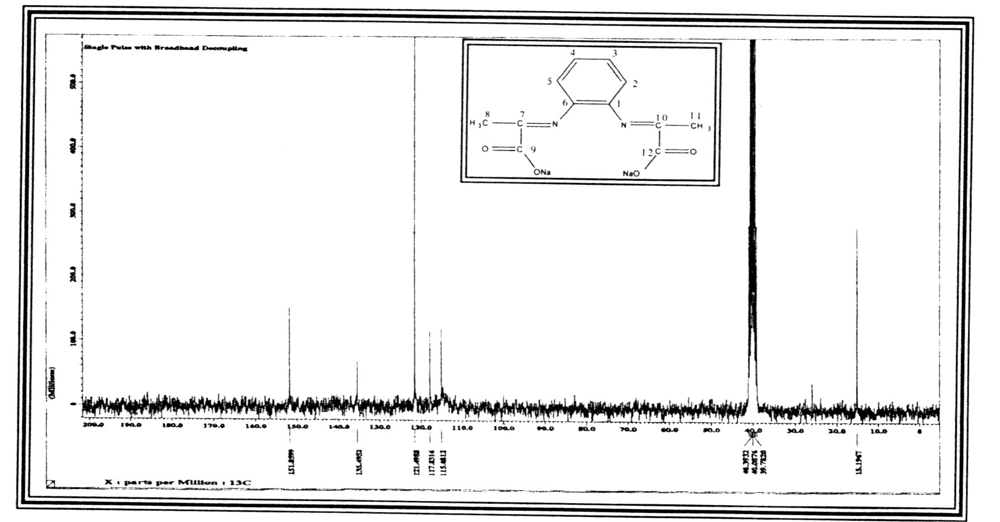 Single Pulse with Broadband Decoupling
4 3
5 2
6 1
8 7 10 11
H3C C N N C CH3
O C 9 12 C O
ONa NaO
500.0
400.0
300.0
200.0
100.0
0
(Millions)
200.0 190.0 180.0 170.0 160.0 150.0 140.0 130.0 120.0 110.0 100.0 90.0 80.0 70.0 60.0 50.0 40.0 30.0 20.0 10.0 0
151.8599
135.4952
121.4988
117.8316
115.0812
40.3932
40.0876
39.7820
15.1967
X : parts per Million : 13C